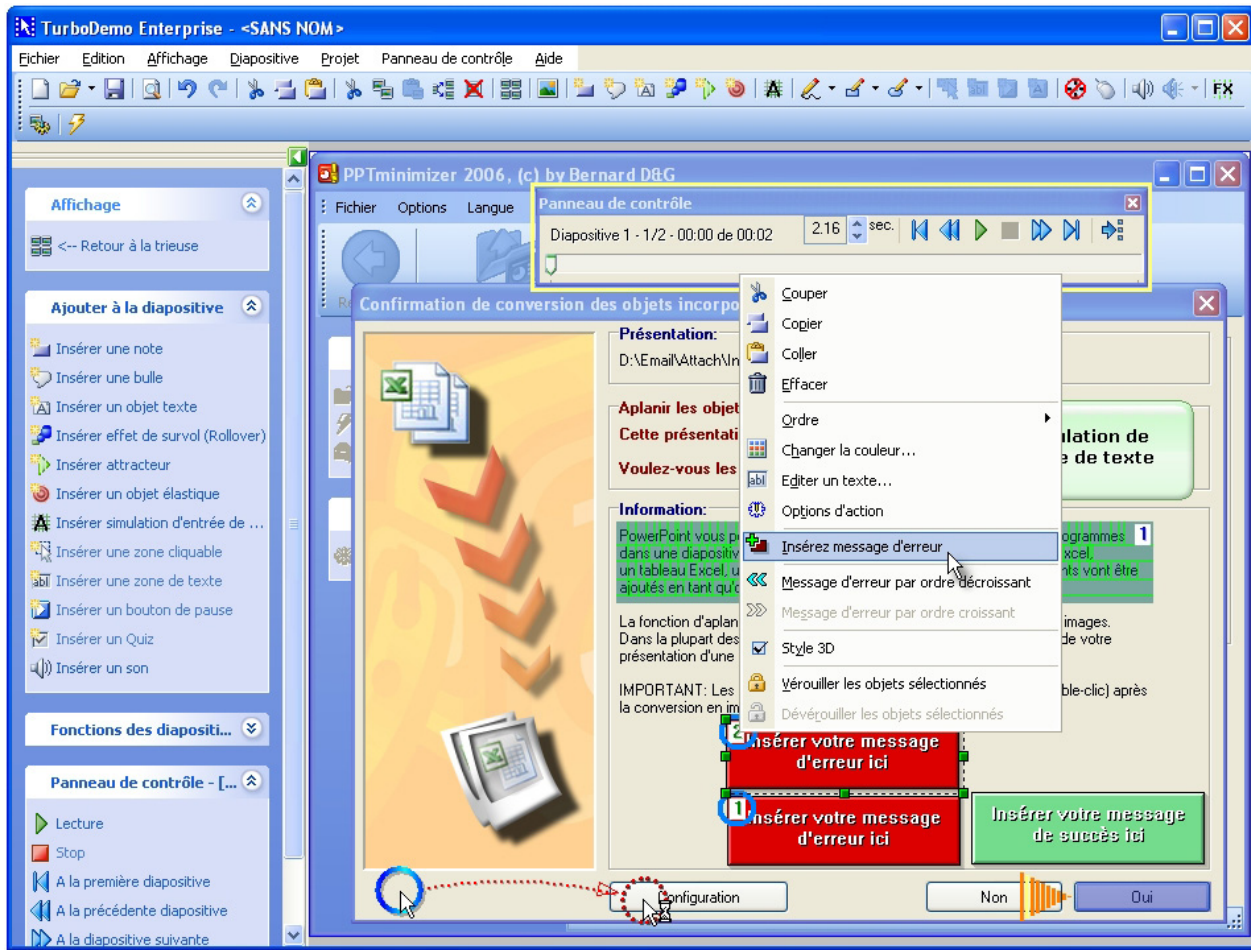 TurboDemo Enterprise - <SANS NOM>
Fichier Edition Affichage Diapositive Projet Panneau de contrôle Aide
FX
PPTminimizer 2006, (c) by Bernard D&G
Fichier Options Langue
Panneau de contrôle
Diapositive 1 - 1/2 - 00:00 de 00:02 2.16 sec.
Affichage
<-- Retour à la trieuse
Ajouter à la diapositive
Insérer une note
Insérer une bulle
Insérer un objet texte
Insérer effet de survol (Rollover)
Insérer attracteur
Insérer un objet élastique
Insérer simulation d'entrée de ...
Insérer une zone cliquable
Insérer une zone de texte
Insérer un bouton de pause
Insérer un Quiz
Insérer un son
Fonctions des diapositi...
Panneau de contrôle - [...
Lecture
Stop
A la première diapositive
A la précédente diapositive
A la diapositive suivante
Confirmation de conversion des objets incorpo
Présentation:
D:\Email\Attach\In
Aplanir les objet
Cette présentati
Voulez-vous les
Information:
PowerPoint vous p ogrammes 1
dans une diapositiv xcel,
un tableau Excel, u nts vont être
ajoutés en tant qu'o
La fonction d'aplan images.
Dans la plupart des de votre
présentation d'une
IMPORTANT: Les ble-clic) après
la conversion en im
ulation de
e de texte
Couper
Copier
Coller
Effacer
Ordre
Changer la couleur...
Editer un texte...
Options d'action
Insérez message d'erreur
Message d'erreur par ordre décroissant
Message d'erreur par ordre croissant
Style 3D
Vérouiller les objets sélectionnés
Dévérouiller les objets sélectionnés
2
Insérer votre message
d'erreur ici
1
Insérer votre message
d'erreur ici
Insérer votre message
de succès ici
Configuration
Non
Oui